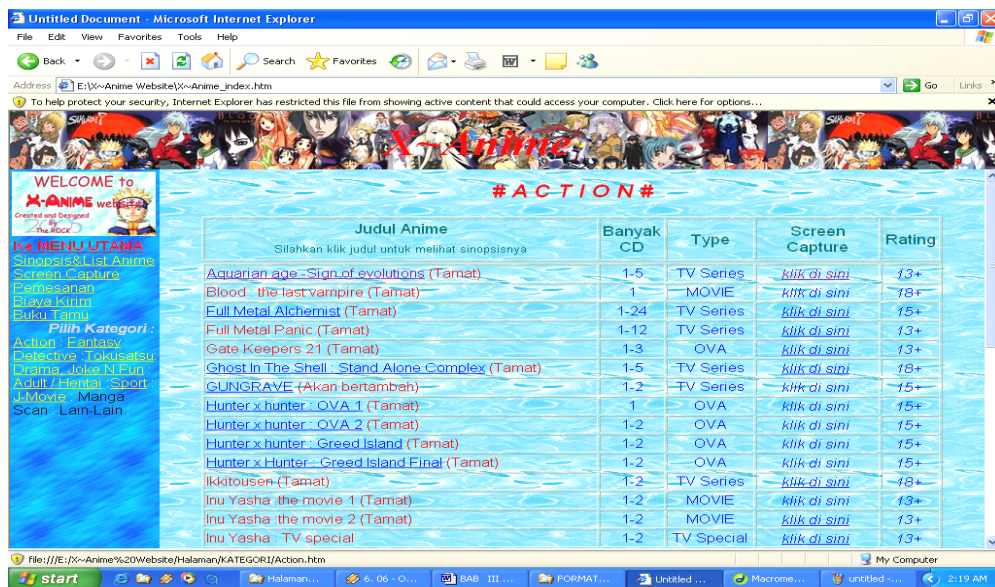 Untitled Document - Microsoft Internet Explorer
File Edit View Favorites Tools Help
Back Search Favorites
Address E:\X~Anime Website\X~Anime_index.htm Go Links
To help protect your security, Internet Explorer has restricted this file from showing active content that could access your computer. Click here for options...
X~Anime
WELCOME to
X-ANIME website
Created and Designed
By
The ROCK
Ke MENU UTAMA
Sinopsis&List Anime
Screen Capture
Pemesanan
Biaya Kirim
Buku Tamu
Pilih Kategori :
Action : Fantasy :
Detective :Tokusatsu:
Drama, Joke N Fun :
Adult / Hentai :Sport :
J-Movie : Manga
Scan : Lain-Lain
#ACTION#
Judul Anime Banyak CD Type Screen Capture Rating
Silahkan klik judul untuk melihat sinopsisnya
Aquarian age -Sign of evolutions (Tamat) 1-5 TV Series klik di sini 13+
Blood : the last vampire (Tamat) 1 MOVIE klik di sini 18+
Full Metal Alchemist (Tamat) 1-24 TV Series klik di sini 15+
Full Metal Panic (Tamat) 1-12 TV Series klik di sini 13+
Gate Keepers 21 (Tamat) 1-3 OVA klik di sini 13+
Ghost In The Shell : Stand Alone Complex (Tamat) 1-5 TV Series klik di sini 18+
GUNGRAVE (Akan bertambah) 1-2 TV Series klik di sini 15+
Hunter x hunter : OVA 1 (Tamat) 1 OVA klik di sini 15+
Hunter x hunter : OVA 2 (Tamat) 1-2 OVA klik di sini 15+
Hunter x hunter : Greed Island (Tamat) 1-2 OVA klik di sini 15+
Hunter x Hunter : Greed Island Final (Tamat) 1-2 OVA klik di sini 15+
Ikkitousen (Tamat) 1-2 TV Series klik di sini 18+
Inu Yasha :the movie 1 (Tamat) 1-2 MOVIE klik di sini 13+
Inu Yasha :the movie 2 (Tamat) 1-2 MOVIE klik di sini 13+
Inu Yasha : TV special 1-2 TV Special klik di sini 13+
file:///E:/X~Anime%20Website/Halaman/KATEGORI/Action.htm My Computer
start Halaman... 6. 06 - O... BAB III ... FORMAT... Untitled ... Macrome... untitled -... 2:19 AM